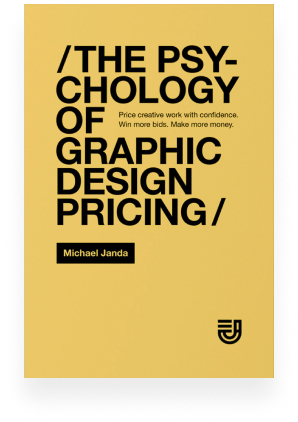 /THE PSY-
CHOLOGY
OF
Price creative work with confidence.
Win more bids. Make more money.
GRAPHIC
DESIGN
PRICING/
Michael Janda